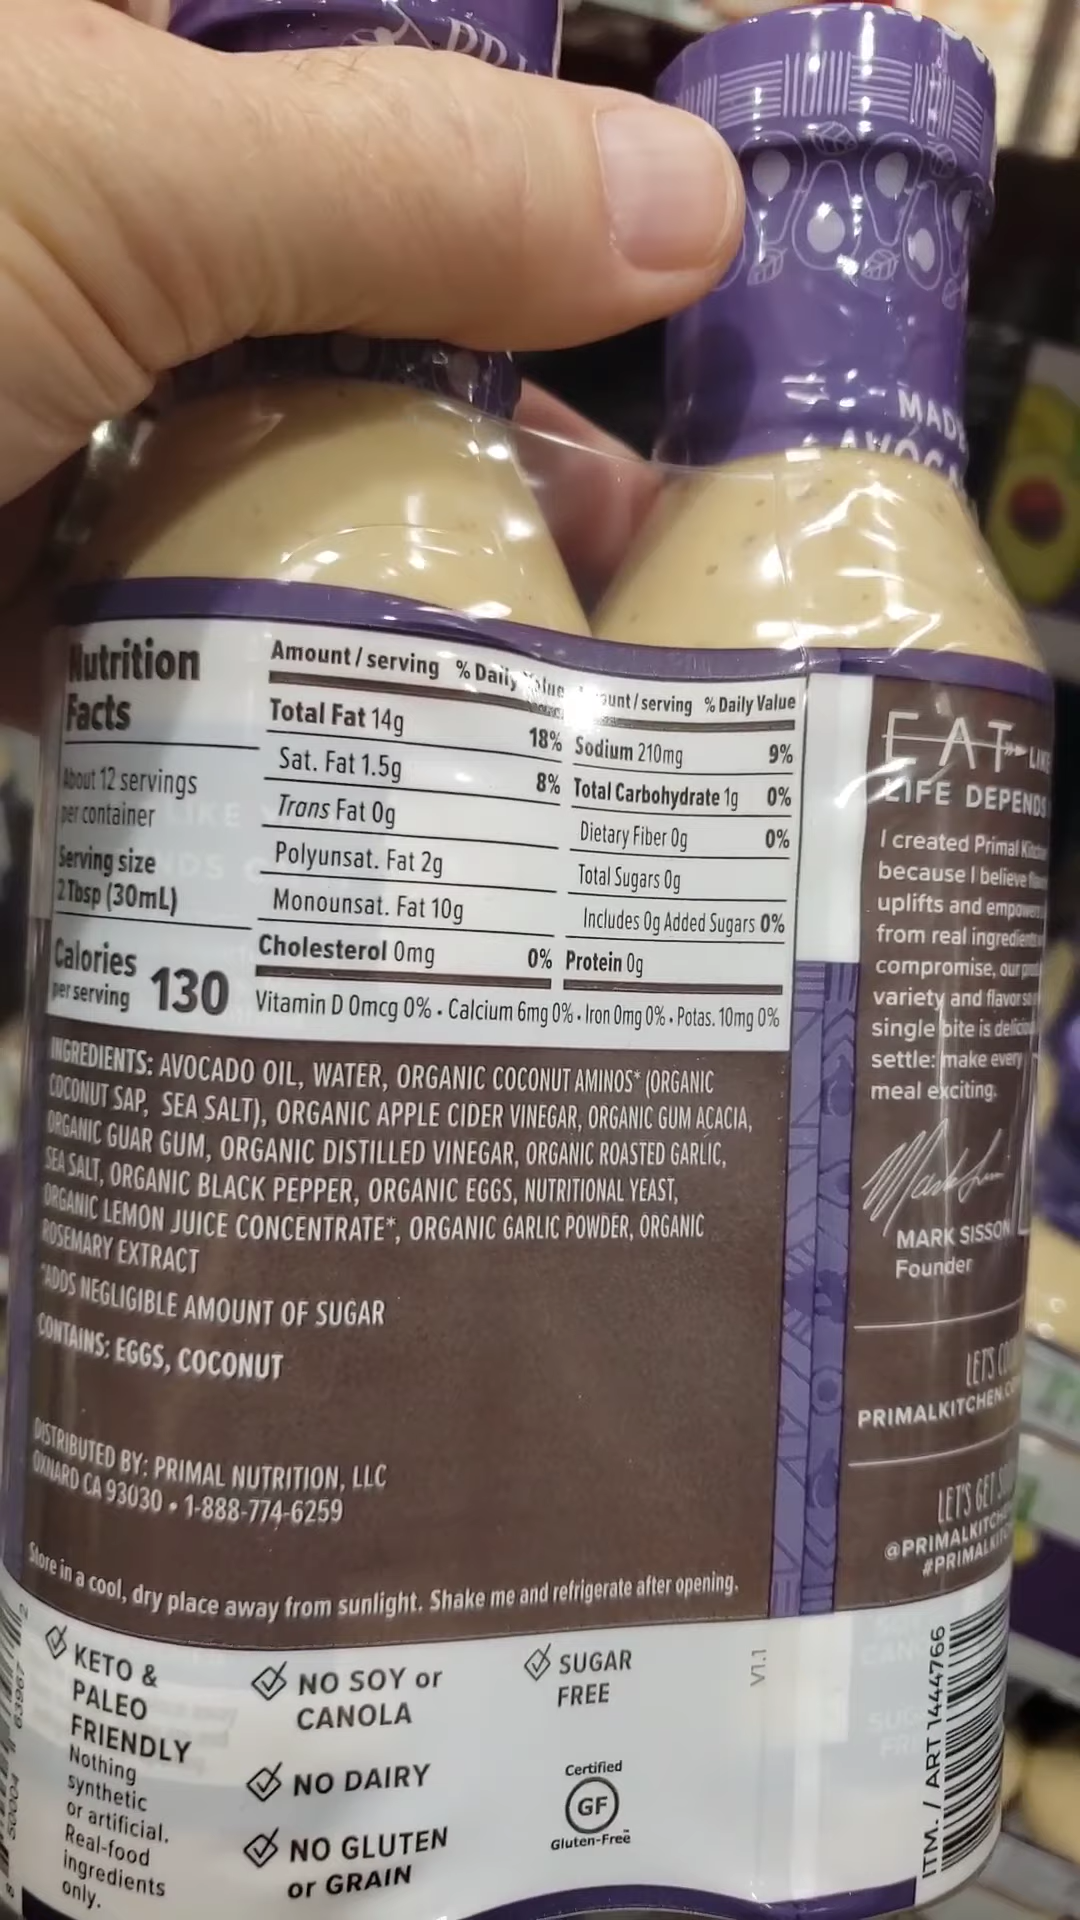 MADE
AVOCA
Nutrition
Facts
About 12 servings
per container
Serving size
2 Tbsp (30mL)
Calories
per serving 130
Amount / serving % Daily Value
Total Fat 14g 18%
Sat. Fat 1.5g 8%
Trans Fat 0g
Polyunsat. Fat 2g
Monounsat. Fat 10g
Cholesterol 0mg 0%
Amount / serving % Daily Value
Sodium 210mg 9%
Total Carbohydrate 1g 0%
Dietary Fiber 0g 0%
Total Sugars 0g
Includes 0g Added Sugars 0%
Protein 0g
Vitamin D 0mcg 0% • Calcium 6mg 0% • Iron 0mg 0% • Potas. 10mg 0%
INGREDIENTS: AVOCADO OIL, WATER, ORGANIC COCONUT AMINOS* (ORGANIC
COCONUT SAP, SEA SALT), ORGANIC APPLE CIDER VINEGAR, ORGANIC GUM ACACIA,
ORGANIC GUAR GUM, ORGANIC DISTILLED VINEGAR, ORGANIC ROASTED GARLIC,
SEA SALT, ORGANIC BLACK PEPPER, ORGANIC EGGS, NUTRITIONAL YEAST,
ORGANIC LEMON JUICE CONCENTRATE*, ORGANIC GARLIC POWDER, ORGANIC
ROSEMARY EXTRACT
*ADDS NEGLIGIBLE AMOUNT OF SUGAR
CONTAINS: EGGS, COCONUT
DISTRIBUTED BY: PRIMAL NUTRITION, LLC
OXNARD CA 93030 • 1-888-774-6259
Store in a cool, dry place away from sunlight. Shake me and refrigerate after opening.
KETO &
PALEO
FRIENDLY
Nothing
synthetic
or artificial.
Real-food
ingredients
only.
NO SOY or
CANOLA
NO DAIRY
NO GLUTEN
or GRAIN
SUGAR
FREE
Certified
GF
Gluten-Free
V1.1
EAT LIKE
LIFE DEPENDS
I created Primal Kitchen
because I believe
uplifts and empowers
from real ingredients
compromise, our
variety and flavor so
single bite is delicious
settle: make every
meal exciting.
MARK SISSON
Founder
LET'S
PRIMALKITCHEN.CO
LET'S GET
@PRIMALKITCHE
#PRIMALKITC
ITM. / ART 1444766